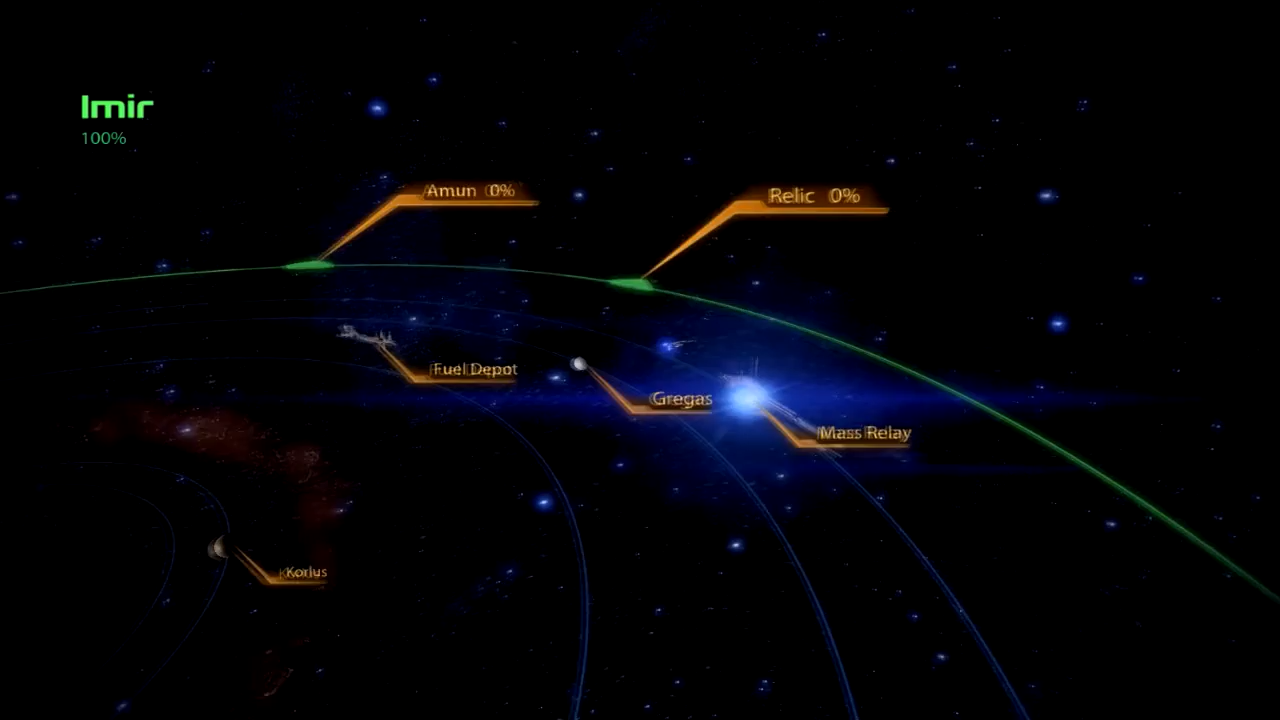 Imir
100%
Amun 0%
Relic 0%
Fuel Depot
Gregas
Mass Relay
Korlus